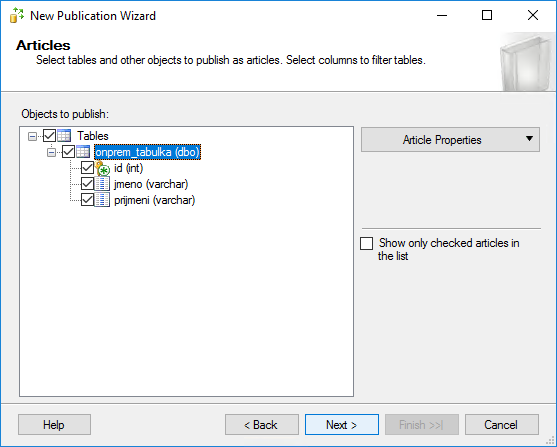 New Publication Wizard
Articles
Select tables and other objects to publish as articles. Select columns to filter tables.
Objects to publish:
Tables
onprem_tabulka (dbo)
id (int)
jmeno (varchar)
prijmeni (varchar)
Article Properties
Show only checked articles in
the list
Help
< Back
Next >
Finish >>|
Cancel